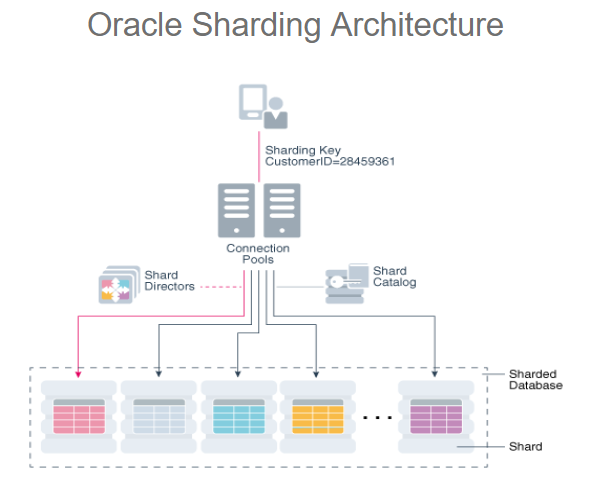 Oracle Sharding Architecture
Sharding Key
CustomerID=28459361
Connection
Pools
Shard
Directors
Shard
Catalog
Sharded
Database
Shard